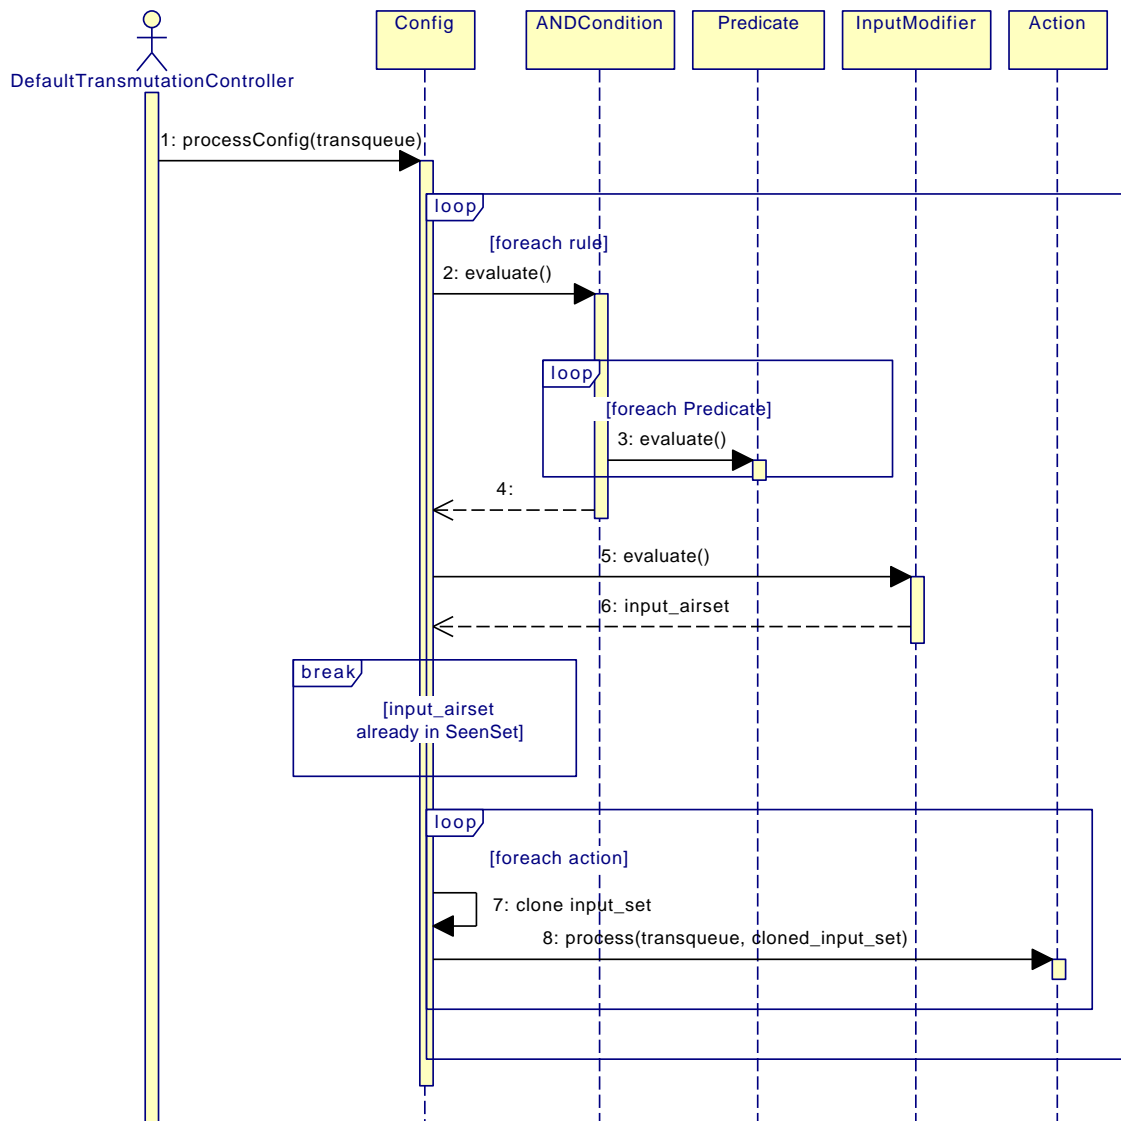 Config
ANDCondition
Predicate
InputModifier
Action
DefaultTransmutationController
1: processConfig(transqueue)
loop
[foreach rule]
2: evaluate()
loop
[foreach Predicate]
3: evaluate()
4:
5: evaluate()
6: input_airset
break
[input_airset
already in SeenSet]
loop
[foreach action]
7: clone input_set
8: process(transqueue, cloned_input_set)